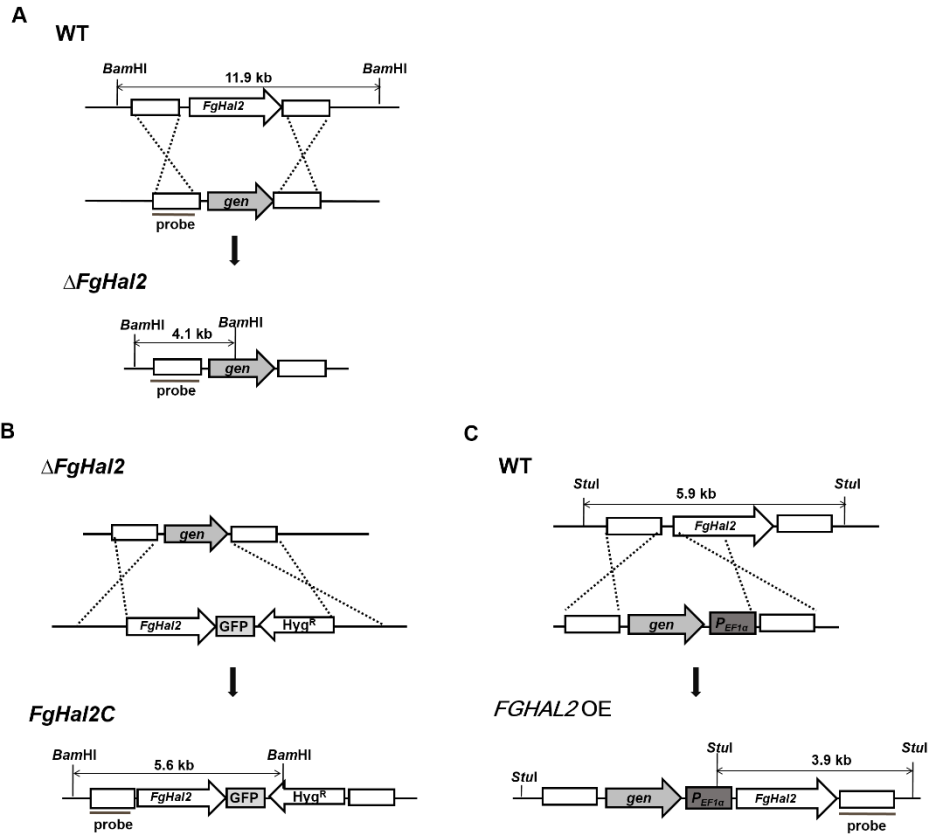 A
WT
BamHI
11.9 kb
BamHI
FgHal2
gen
probe
ΔFgHal2
BamHI
4.1 kb
BamHI
gen
probe
B
ΔFgHal2
gen
FgHal2
GFP
HygR
FgHal2C
BamHI
5.6 kb
BamHI
FgHal2
GFP
HygR
probe
C
WT
StuI
5.9 kb
StuI
FgHal2
gen
PEF1α
FGHAL2 OE
StuI
StuI
3.9 kb
StuI
gen
PEF1α
FgHal2
probe